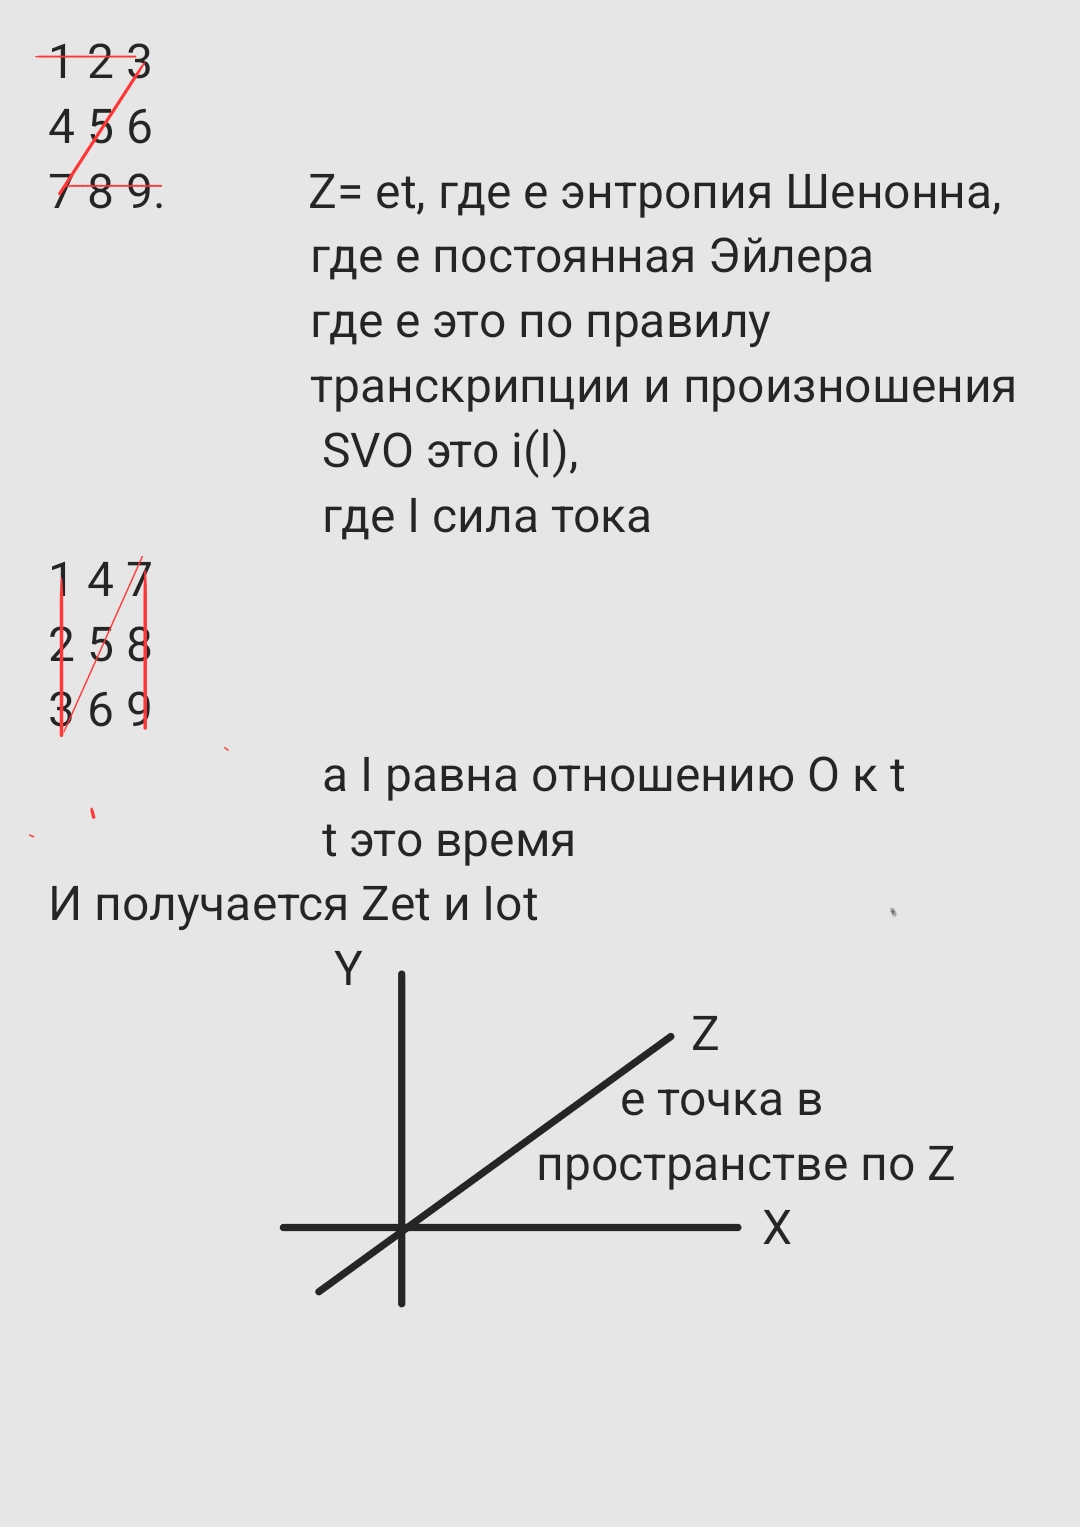 1 2 3
4 5 6
7 8 9.
Z= et, где е энтропия Шенонна,
где е постоянная Эйлера
где е это по правилу
транскрипции и произношения
SVO это i(I),
где I сила тока
1 4 7
2 5 8
3 6 9
а I равна отношению О к t
t это время
И получается Zet и Iot
Y
Z
е точка в
пространстве по Z
X